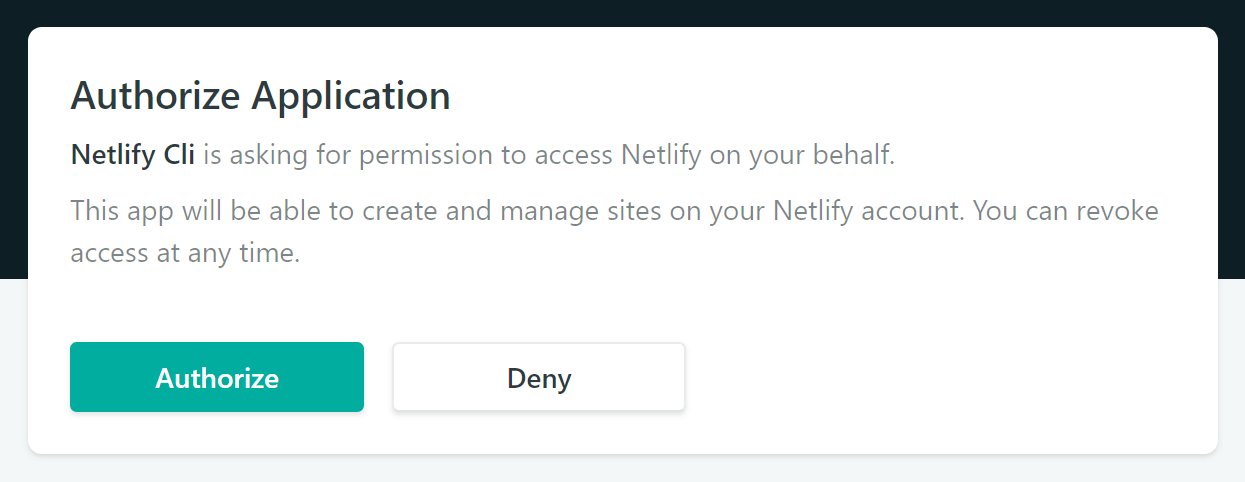 Authorize Application
Netlify Cli is asking for permission to access Netlify on your behalf.
This app will be able to create and manage sites on your Netlify account. You can revoke
access at any time.
Authorize
Deny